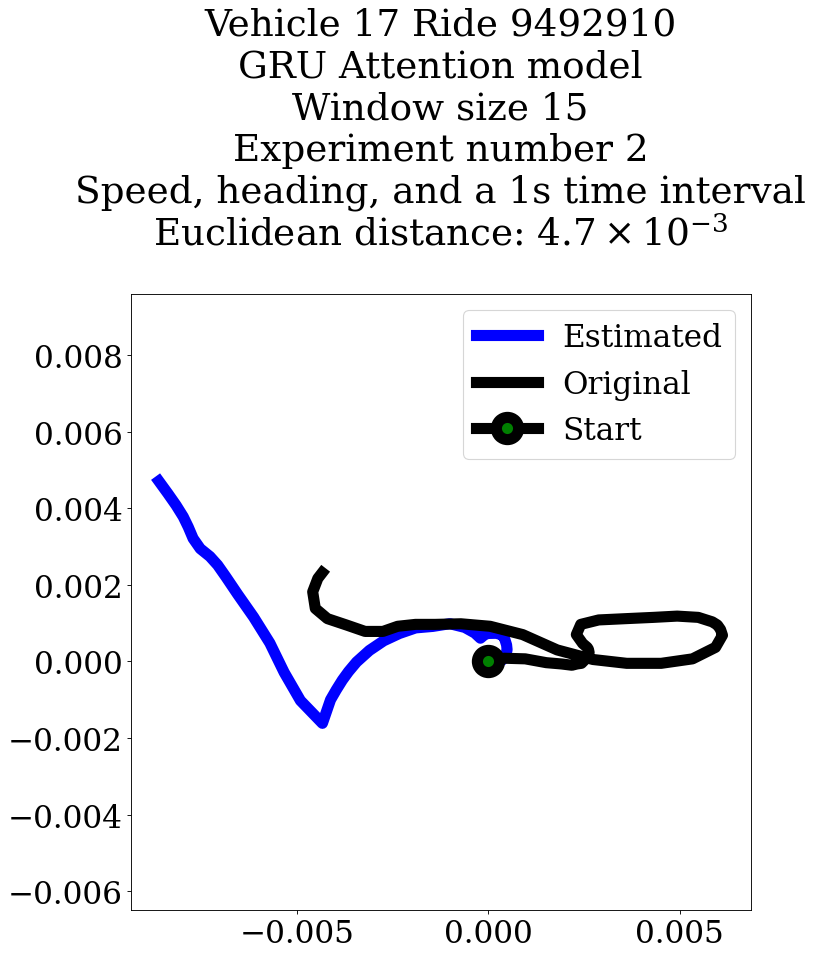 Vehicle 17 Ride 9492910
GRU Attention model
Window size 15
Experiment number 2
Speed, heading, and a 1s time interval
Euclidean distance: 4.7 × 10⁻³
Estimated
Original
Start
0.008
0.006
0.004
0.002
0.000
−0.002
−0.004
−0.006
−0.005 0.000 0.005